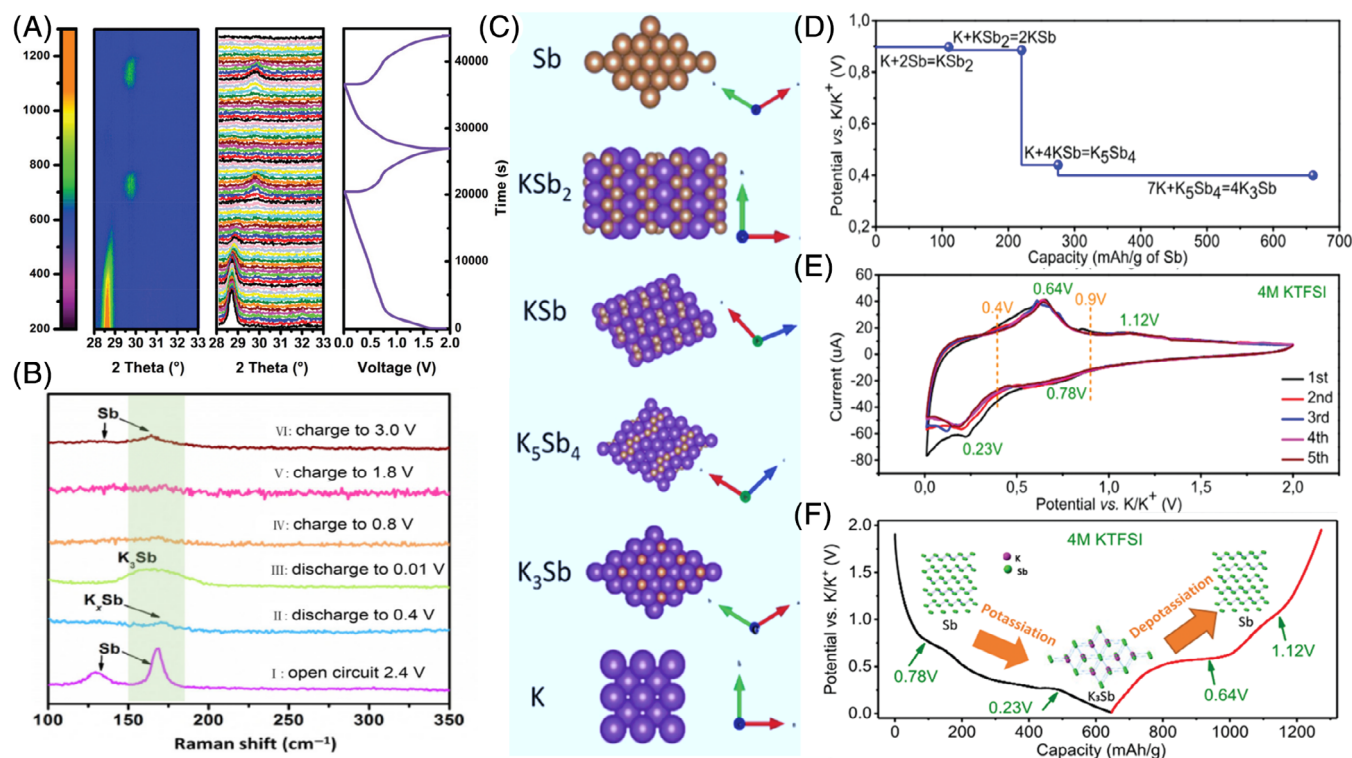 (A)
1300
1200
1100
1000
900
800
700
600
500
400
300
200
28 29 30 31 32 33
2 Theta (°)
28 29 30 31 32 33
2 Theta (°)
0.0 0.5 1.0 1.5 2.0
Voltage (V)
40000
30000
20000
10000
0
Time (s)
(B)
Sb
VI: charge to 3.0 V
V: charge to 1.8 V
IV: charge to 0.8 V
K₃Sb
III: discharge to 0.01 V
KₓSb
II: discharge to 0.4 V
Sb
I: open circuit 2.4 V
100 150 200 250 300 350
Raman shift (cm⁻¹)
(C)
Sb
KSb₂
KSb
K₅Sb₄
K₃Sb
K
(D)
Potential vs. K/K⁺ (V)
1,0
0,8
0,6
0,4
0,2
K+KSb₂=2KSb
K+2Sb=KSb₂
K+4KSb=K₅Sb₄
7K+K₅Sb₄=4K₃Sb
0 100 200 300 400 500 600 700
Capacity (mAh/g of Sb)
(E)
Current (uA)
60
40
20
0
-20
-40
-60
-80
0.64V
4M KTFSI
0.4V
0.9V
1.12V
0.78V
0.23V
1st
2nd
3rd
4th
5th
0,0 0,5 1,0 1,5 2,0
Potential vs. K/K⁺ (V)
(F)
Potential vs. K/K⁺ (V)
2.0
1.5
1.0
0.5
0.0
4M KTFSI
K
Sb
Sb
Potassiation
K₃Sb
Depotassiation
Sb
0.78V
0.23V
0.64V
1.12V
0 200 400 600 800 1000 1200
Capacity (mAh/g)